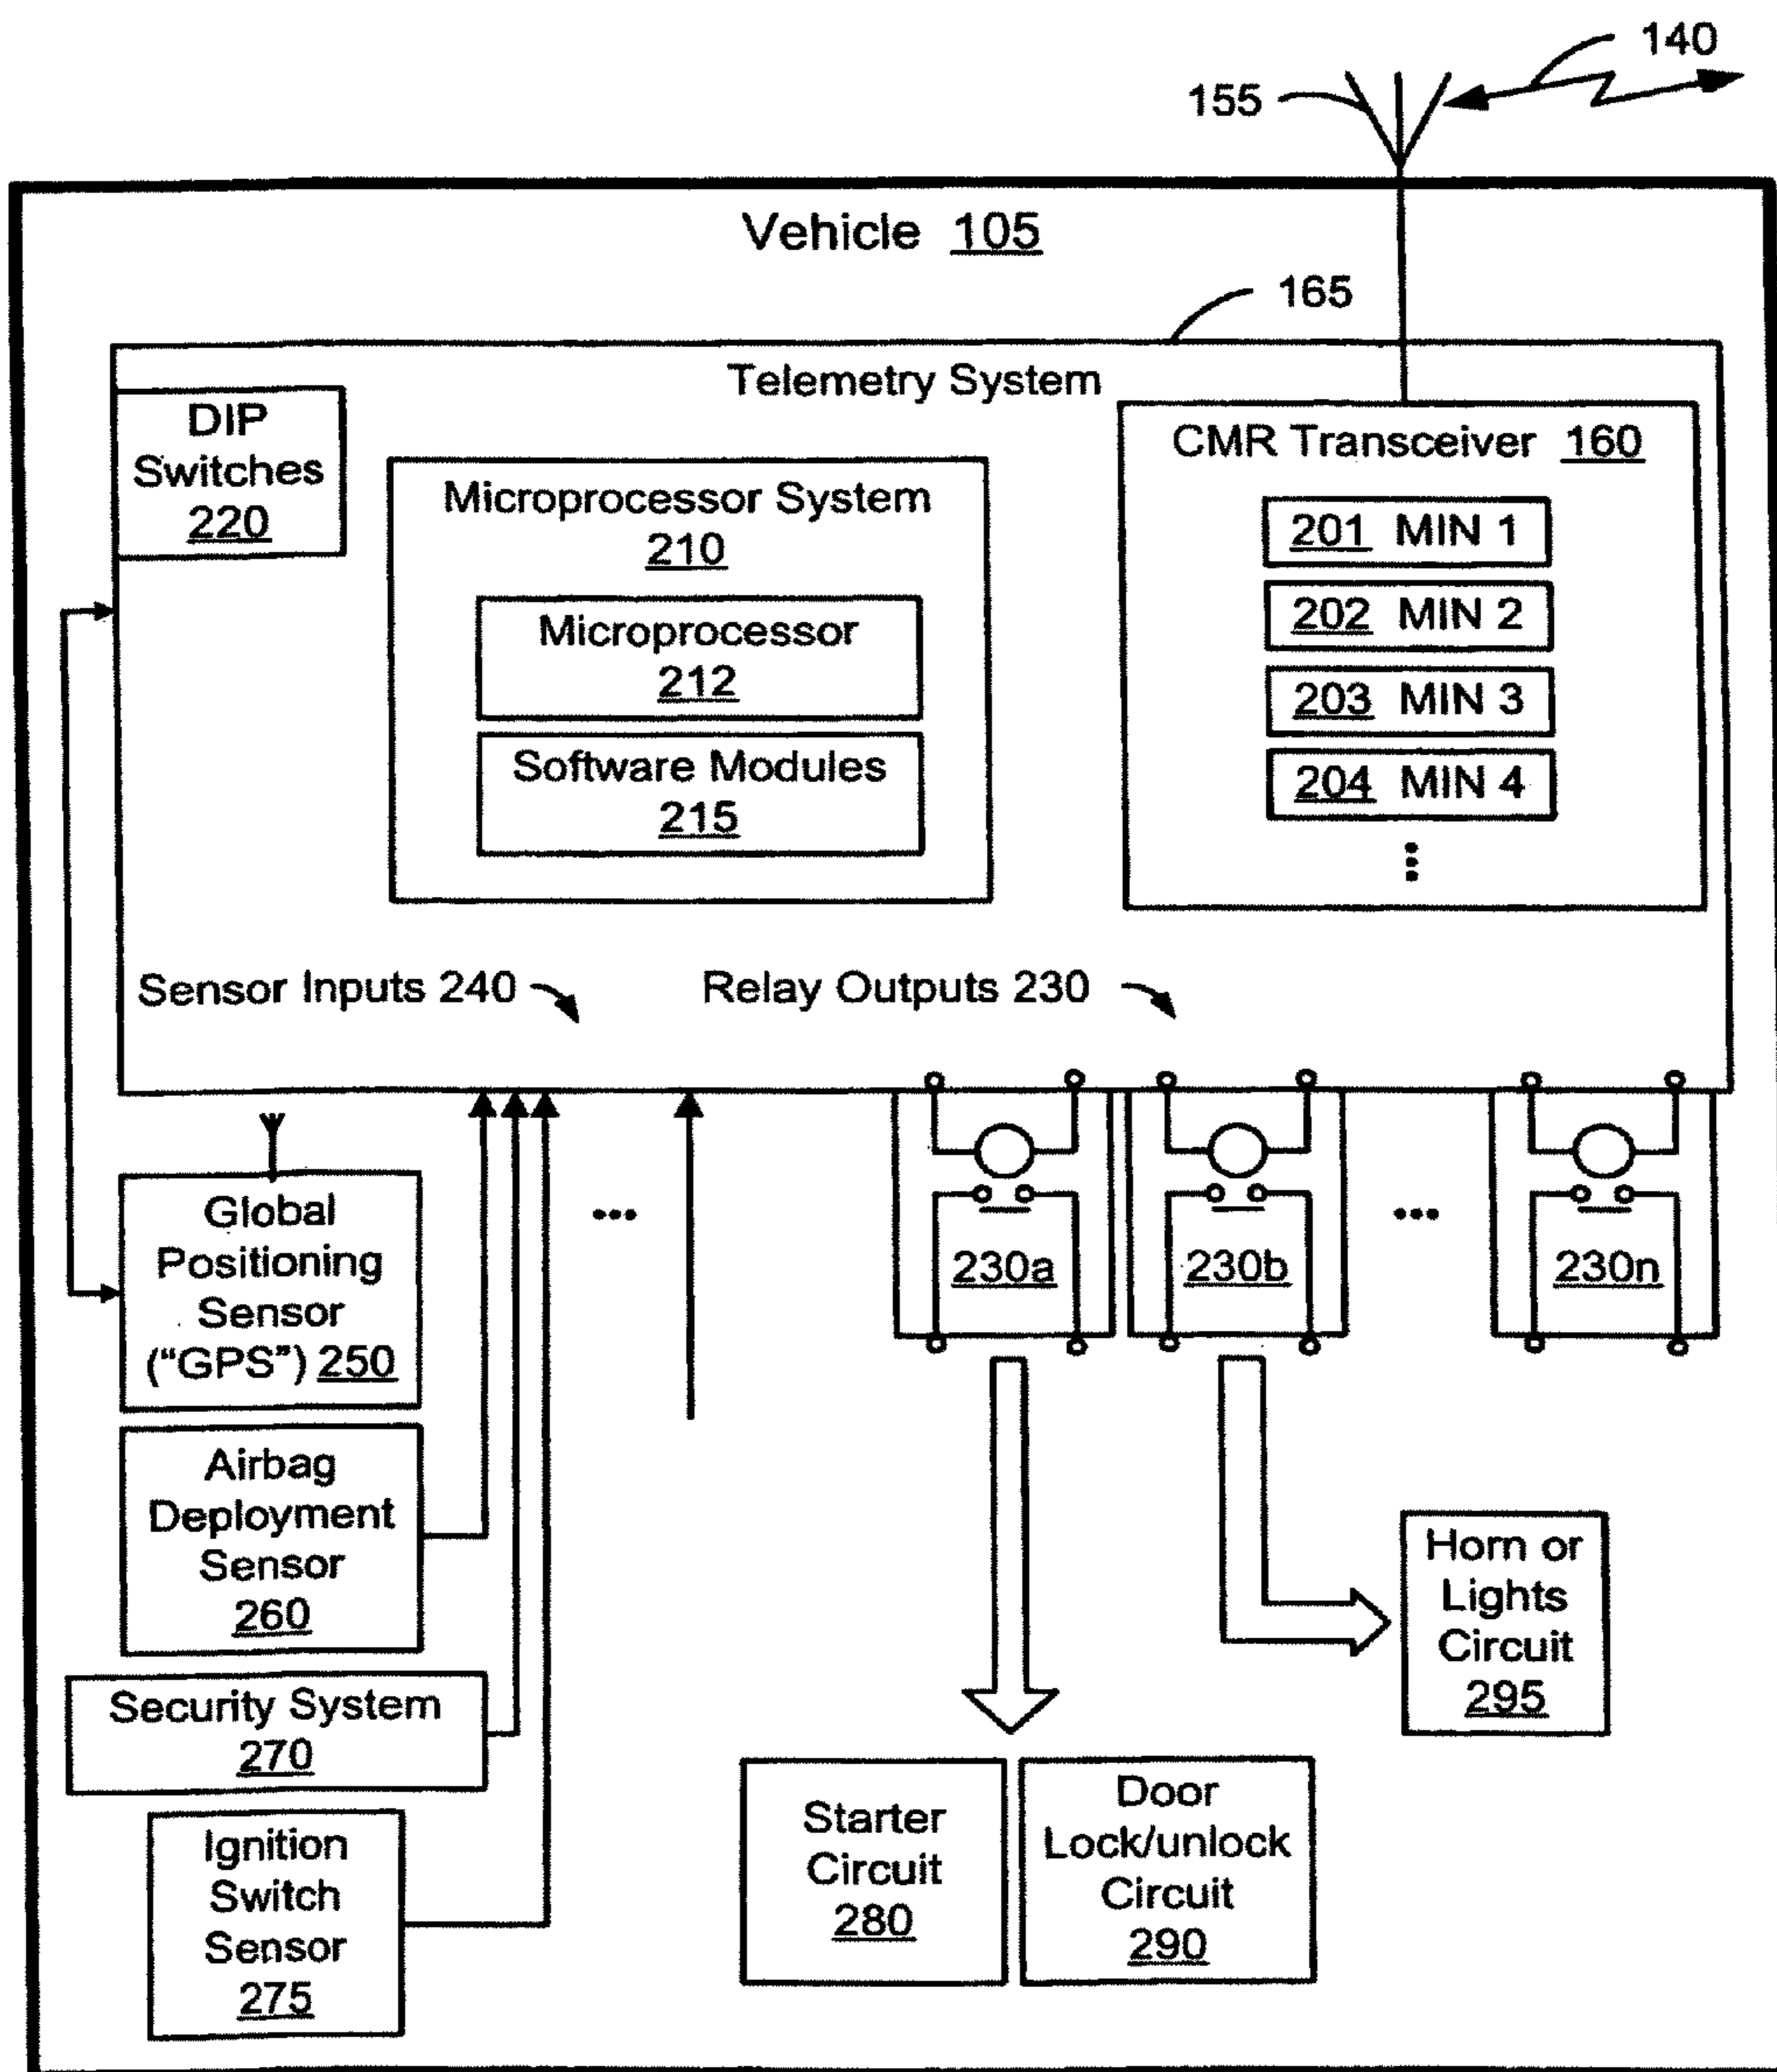 140
155
Vehicle 105
165
Telemetry System
DIP
Switches
220
Microprocessor System
210
Microprocessor
212
Software Modules
215
CMR Transceiver 160
201 MIN 1
202 MIN 2
203 MIN 3
204 MIN 4
...
Sensor Inputs 240
Relay Outputs 230
Global
Positioning
Sensor
(“GPS”) 250
...
230a
230b
...
230n
Airbag
Deployment
Sensor
260
Security System
270
Ignition
Switch
Sensor
275
Horn or
Lights
Circuit
295
Starter
Circuit
280
Door
Lock/unlock
Circuit
290